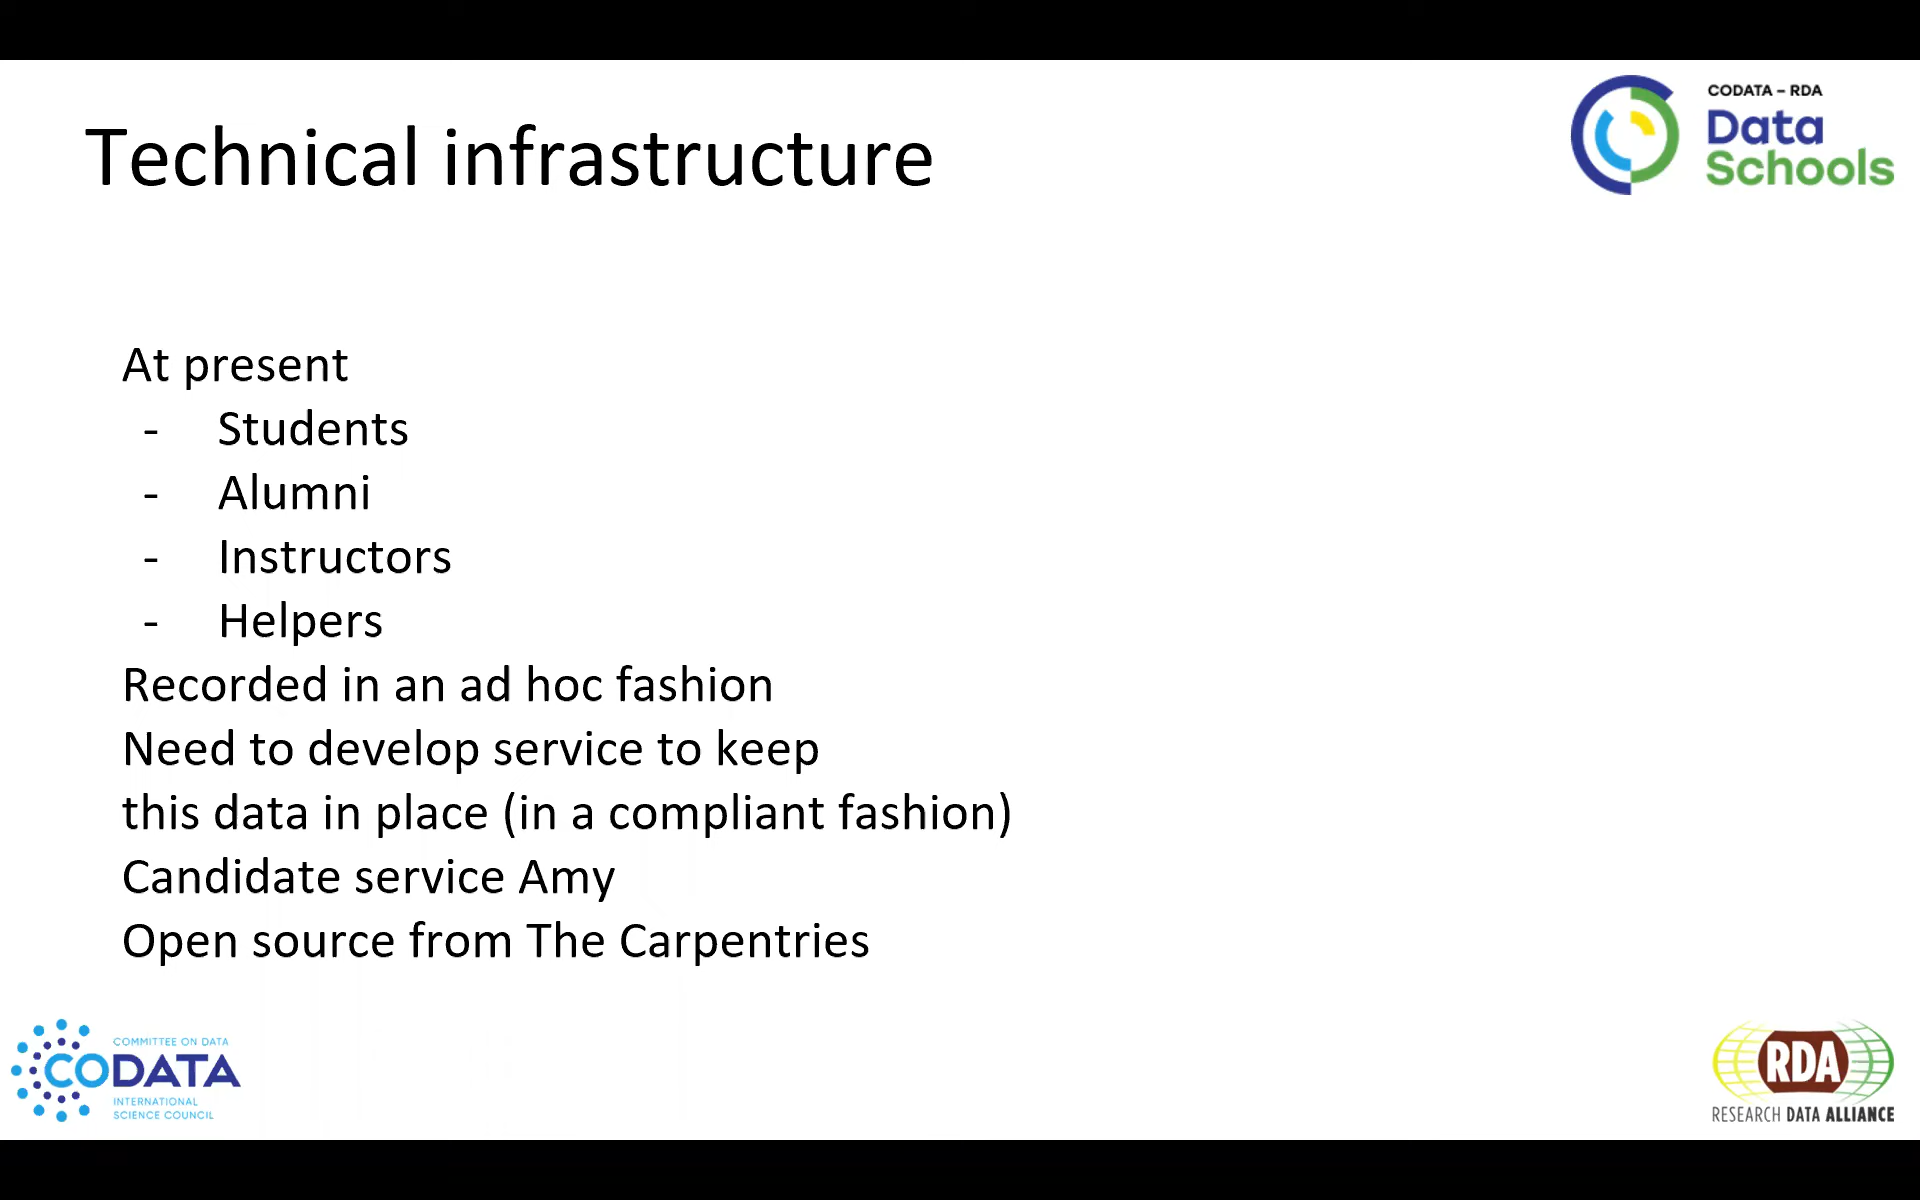 CODATA – RDA
Data
Schools
Technical infrastructure
At present
- Students
- Alumni
- Instructors
- Helpers
Recorded in an ad hoc fashion
Need to develop service to keep
this data in place (in a compliant fashion)
Candidate service Amy
Open source from The Carpentries
COMMITTEE ON DATA
CODATA
INTERNATIONAL
SCIENCE COUNCIL
RDA
RESEARCH DATA ALLIANCE